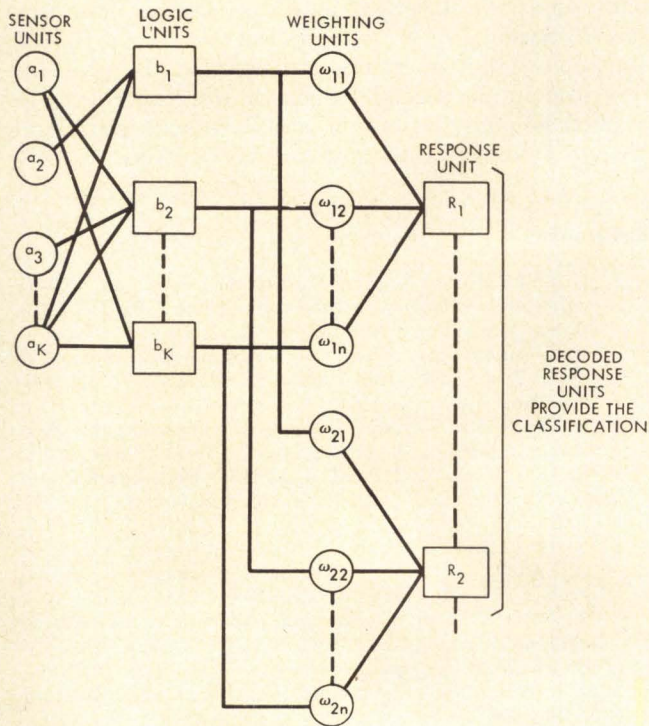 SENSOR
UNITS
LOGIC
UNITS
WEIGHTING
UNITS
a1
b1
ω11
a2
RESPONSE
UNIT
b2
ω12
R1
a3
aK
bK
ω1n
DECODED
RESPONSE
UNITS
PROVIDE THE
CLASSIFICATION
ω21
ω22
R2
ω2n